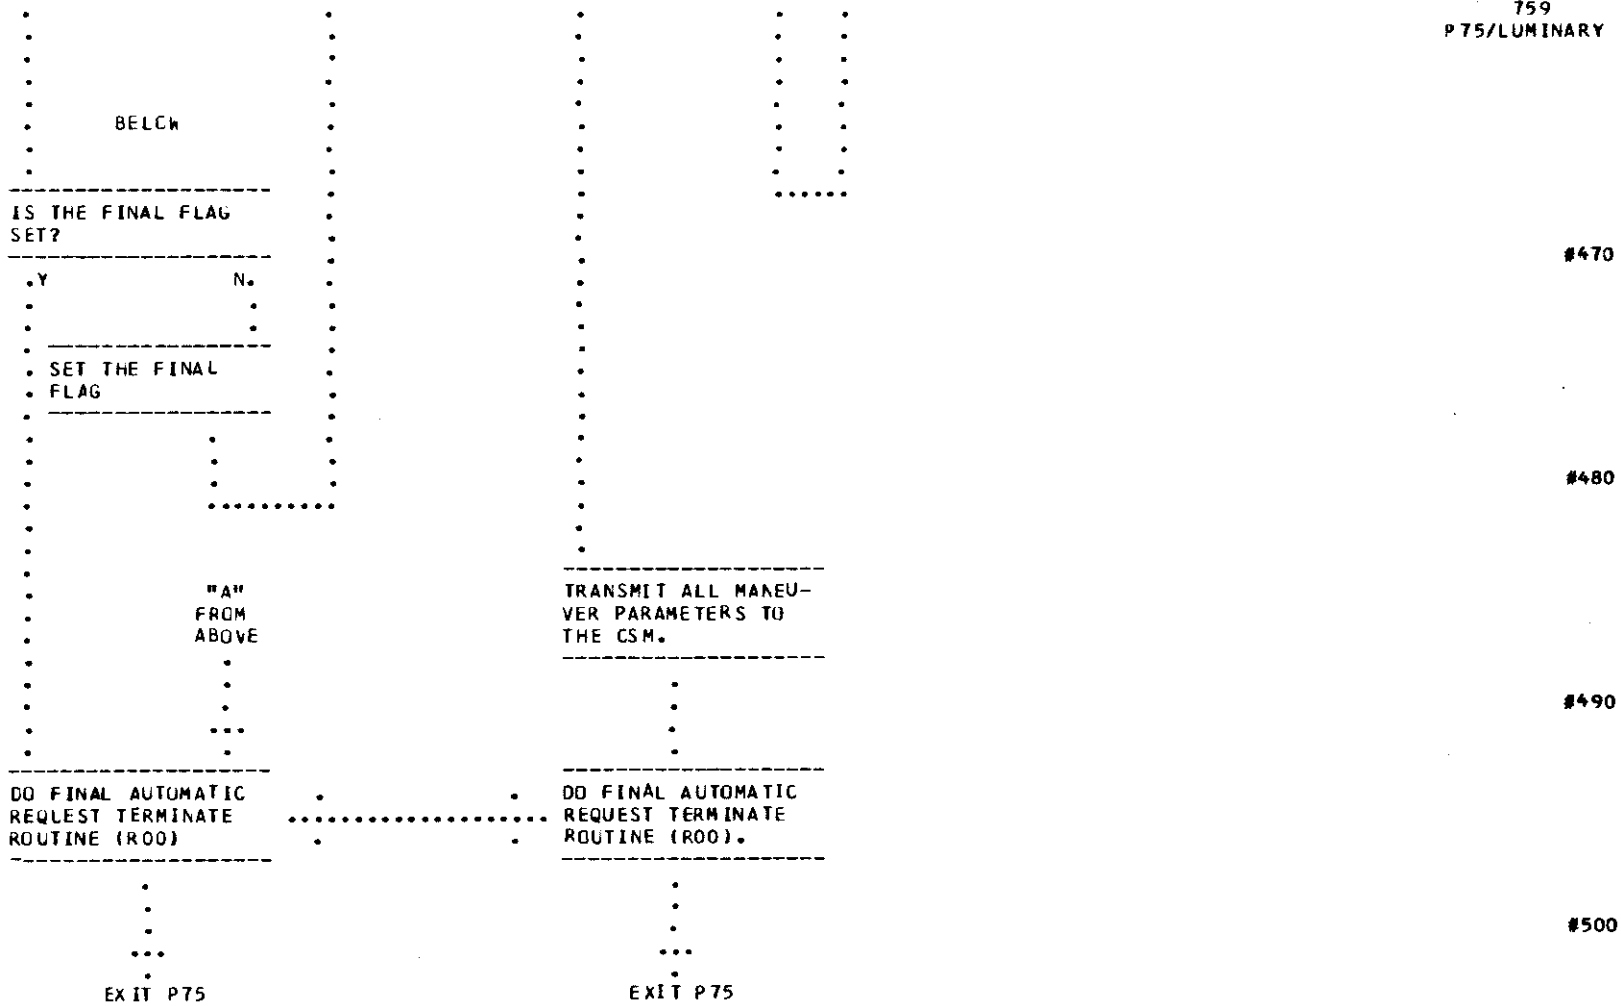 759
P75/LUMINARY
BELCW
IS THE FINAL FLAG
SET?
#470
.Y N.
SET THE FINAL
FLAG
#480
"A"
FROM
ABOVE
TRANSMIT ALL MANEU-
VER PARAMETERS TO
THE CSM.
#490
DO FINAL AUTOMATIC
REQLEST TERMINATE
ROUTINE (R00)
DO FINAL AUTOMATIC
REQUEST TERMINATE
ROUTINE (R00).
#500
EXIT P75
EXIT P75